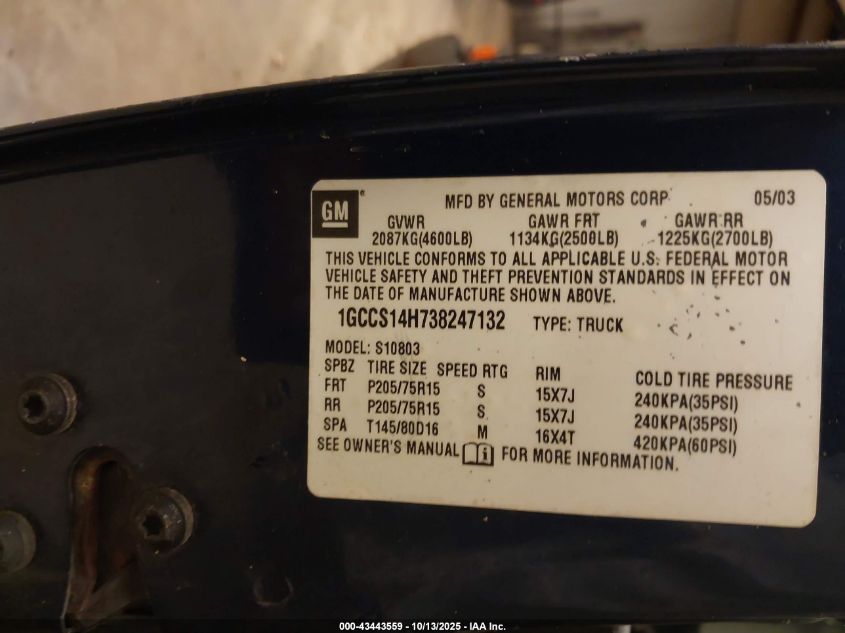 GM
MFD BY GENERAL MOTORS CORP 05/03
GVWR GAWR FRT GAWR RR
2087KG(4600LB) 1134KG(2500LB) 1225KG(2700LB)
THIS VEHICLE CONFORMS TO ALL APPLICABLE U.S. FEDERAL MOTOR
VEHICLE SAFETY AND THEFT PREVENTION STANDARDS IN EFFECT ON
THE DATE OF MANUFACTURE SHOWN ABOVE.
1GCCS14H738247132 TYPE: TRUCK
MODEL: S10803
SPBZ TIRE SIZE SPEED RTG RIM COLD TIRE PRESSURE
FRT P205/75R15 S 15X7J 240KPA(35PSI)
RR P205/75R15 S 15X7J 240KPA(35PSI)
SPA T145/80D16 M 16X4T 420KPA(60PSI)
SEE OWNER'S MANUAL i FOR MORE INFORMATION.
000-43443559 - 10/13/2025 - IAA Inc.